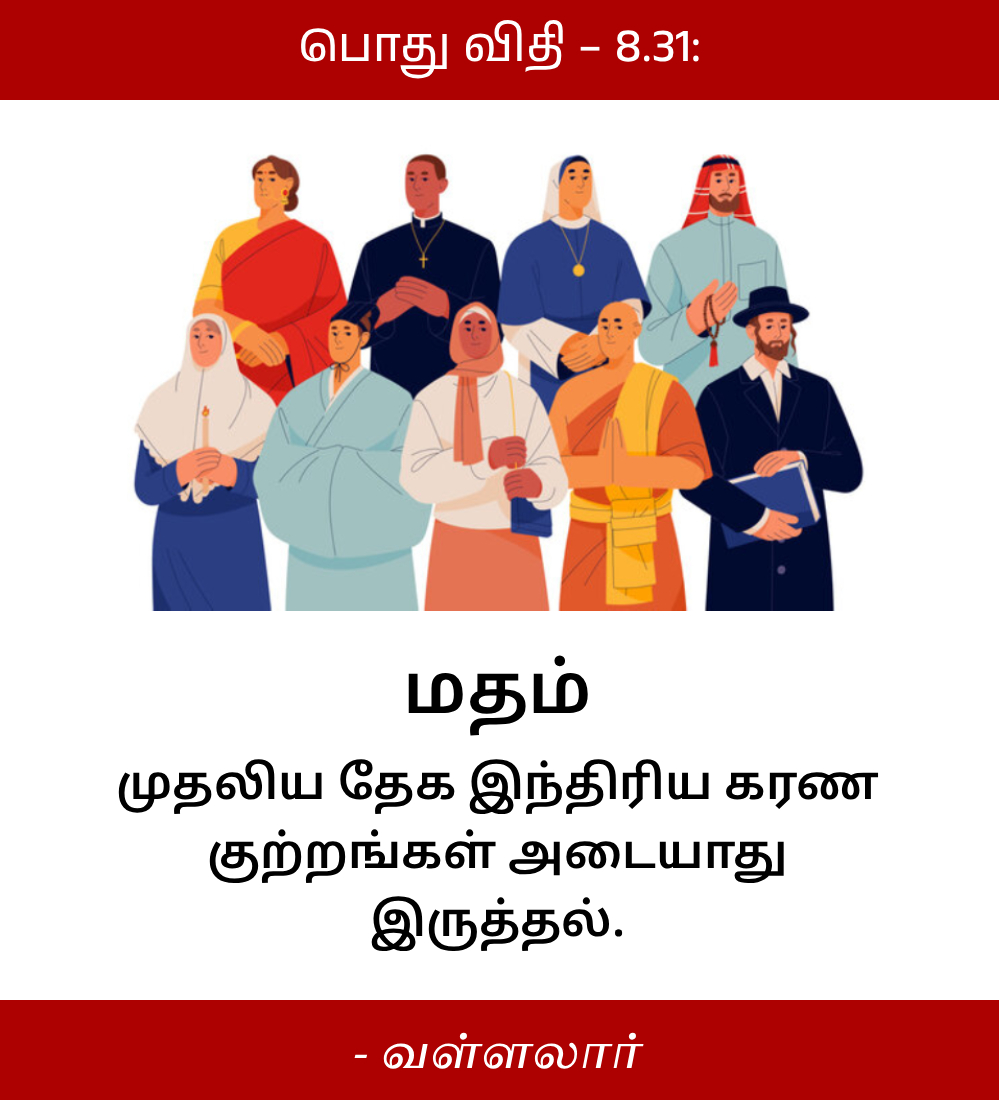 பொது விதி – 8.31:
மதம்
முதலிய தேக இந்திரிய கரண
குற்றங்கள் அடையாது
இருத்தல்.
- வள்ளலார்